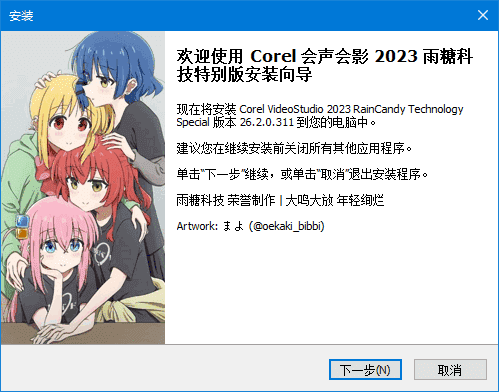 安装
欢迎使用 Corel 会声会影 2023 雨糖科
技特别版安装向导
现在将安装 Corel VideoStudio 2023 RainCandy Technology
Special 版本 26.2.0.311 到您的电脑中。
建议您在继续安装前关闭所有其他应用程序。
单击“下一步”继续，或单击“取消”退出安装程序。
雨糖科技 荣誉制作 | 大鸣大放 年轻绚烂
Artwork: まよ (@oekaki_bibbi)
下一步(N)
取消